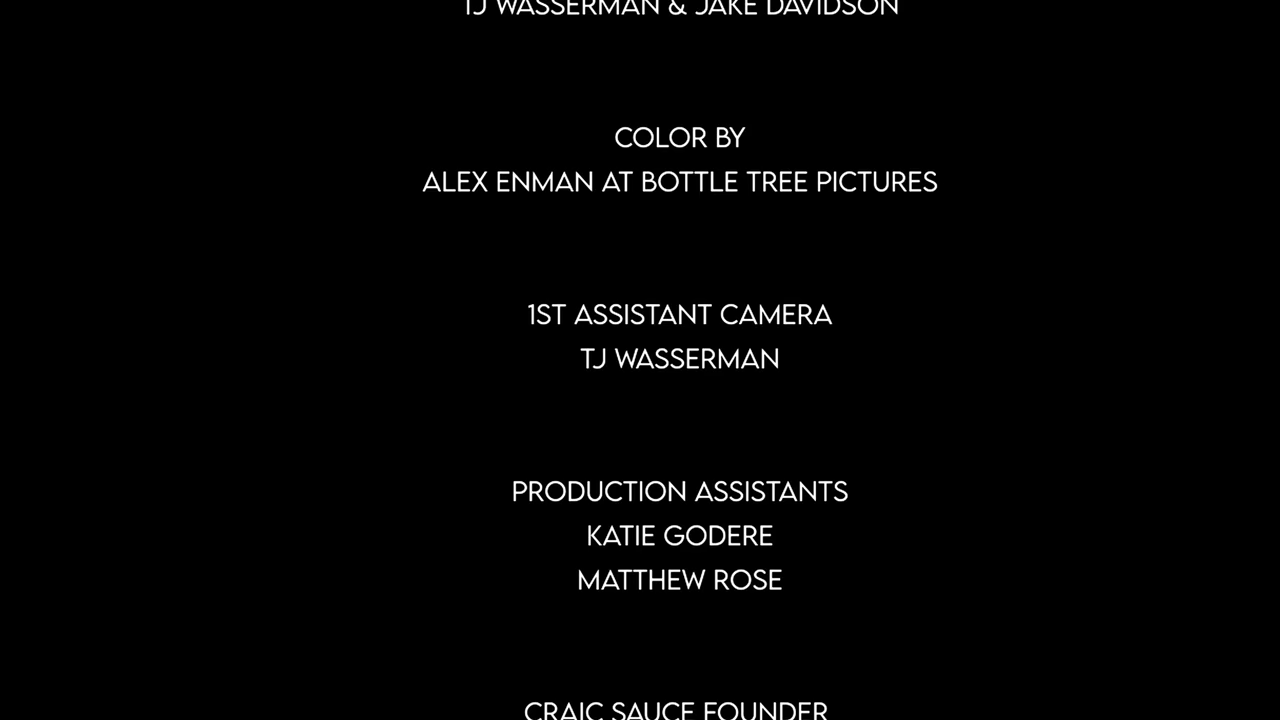 TJ WASSERMAN & JAKE DAVIDSON
COLOR BY
ALEX ENMAN AT BOTTLE TREE PICTURES
1ST ASSISTANT CAMERA
TJ WASSERMAN
PRODUCTION ASSISTANTS
KATIE GODERE
MATTHEW ROSE
CRAIC SAUCE FOUNDER